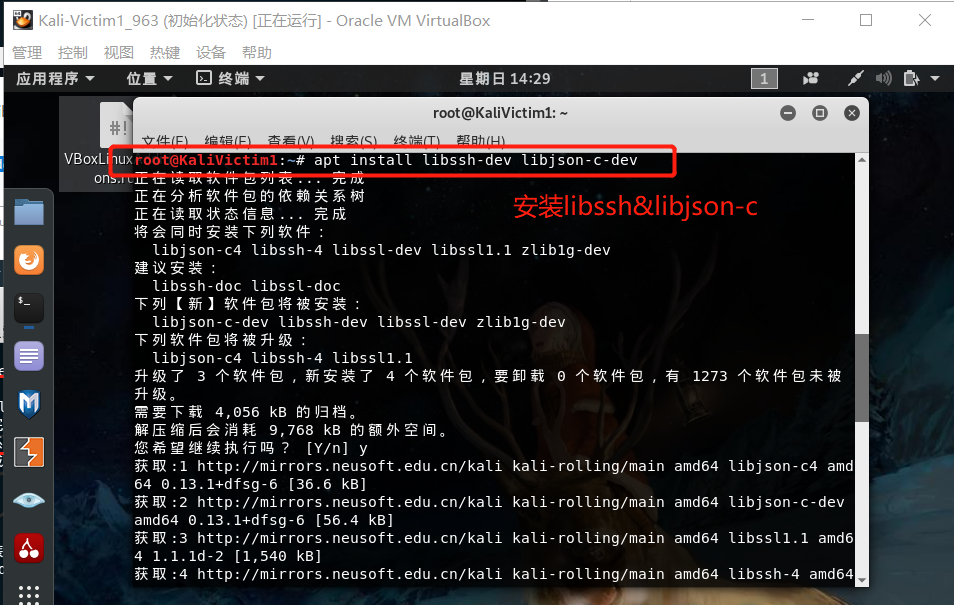 Kali-Victim1_963 (初始化状态) [正在运行] - Oracle VM VirtualBox
管理 控制 视图 热键 设备 帮助
应用程序 位置 终端 星期日 14:29 1
root@KaliVictim1: ~
文件(F) 编辑(E) 查看(V) 搜索(S) 终端(T) 帮助(H)
#!
VBoxLinux
ons.r
root@KaliVictim1:~# apt install libssh-dev libjson-c-dev
正在读取软件包列表... 完成
正在分析软件包的依赖关系树
正在读取状态信息... 完成
将会同时安装下列软件：
libjson-c4 libssh-4 libssl-dev libssl1.1 zlib1g-dev
建议安装：
libssh-doc libssl-doc
下列【新】软件包将被安装：
libjson-c-dev libssh-dev libssl-dev zlib1g-dev
下列软件包将被升级：
libjson-c4 libssh-4 libssl1.1
升级了 3 个软件包，新安装了 4 个软件包，要卸载 0 个软件包，有 1273 个软件包未被
升级。
需要下载 4,056 kB 的归档。
解压缩后会消耗 9,768 kB 的额外空间。
您希望继续执行吗？ [Y/n] y
获取:1 http://mirrors.neusoft.edu.cn/kali kali-rolling/main amd64 libjson-c4 amd
64 0.13.1+dfsg-6 [36.6 kB]
获取:2 http://mirrors.neusoft.edu.cn/kali kali-rolling/main amd64 libjson-c-dev
amd64 0.13.1+dfsg-6 [56.4 kB]
获取:3 http://mirrors.neusoft.edu.cn/kali kali-rolling/main amd64 libssl1.1 amd6
4 1.1.1d-2 [1,540 kB]
获取:4 http://mirrors.neusoft.edu.cn/kali kali-rolling/main amd64 libssh-4 amd64
安装libssh&libjson-c